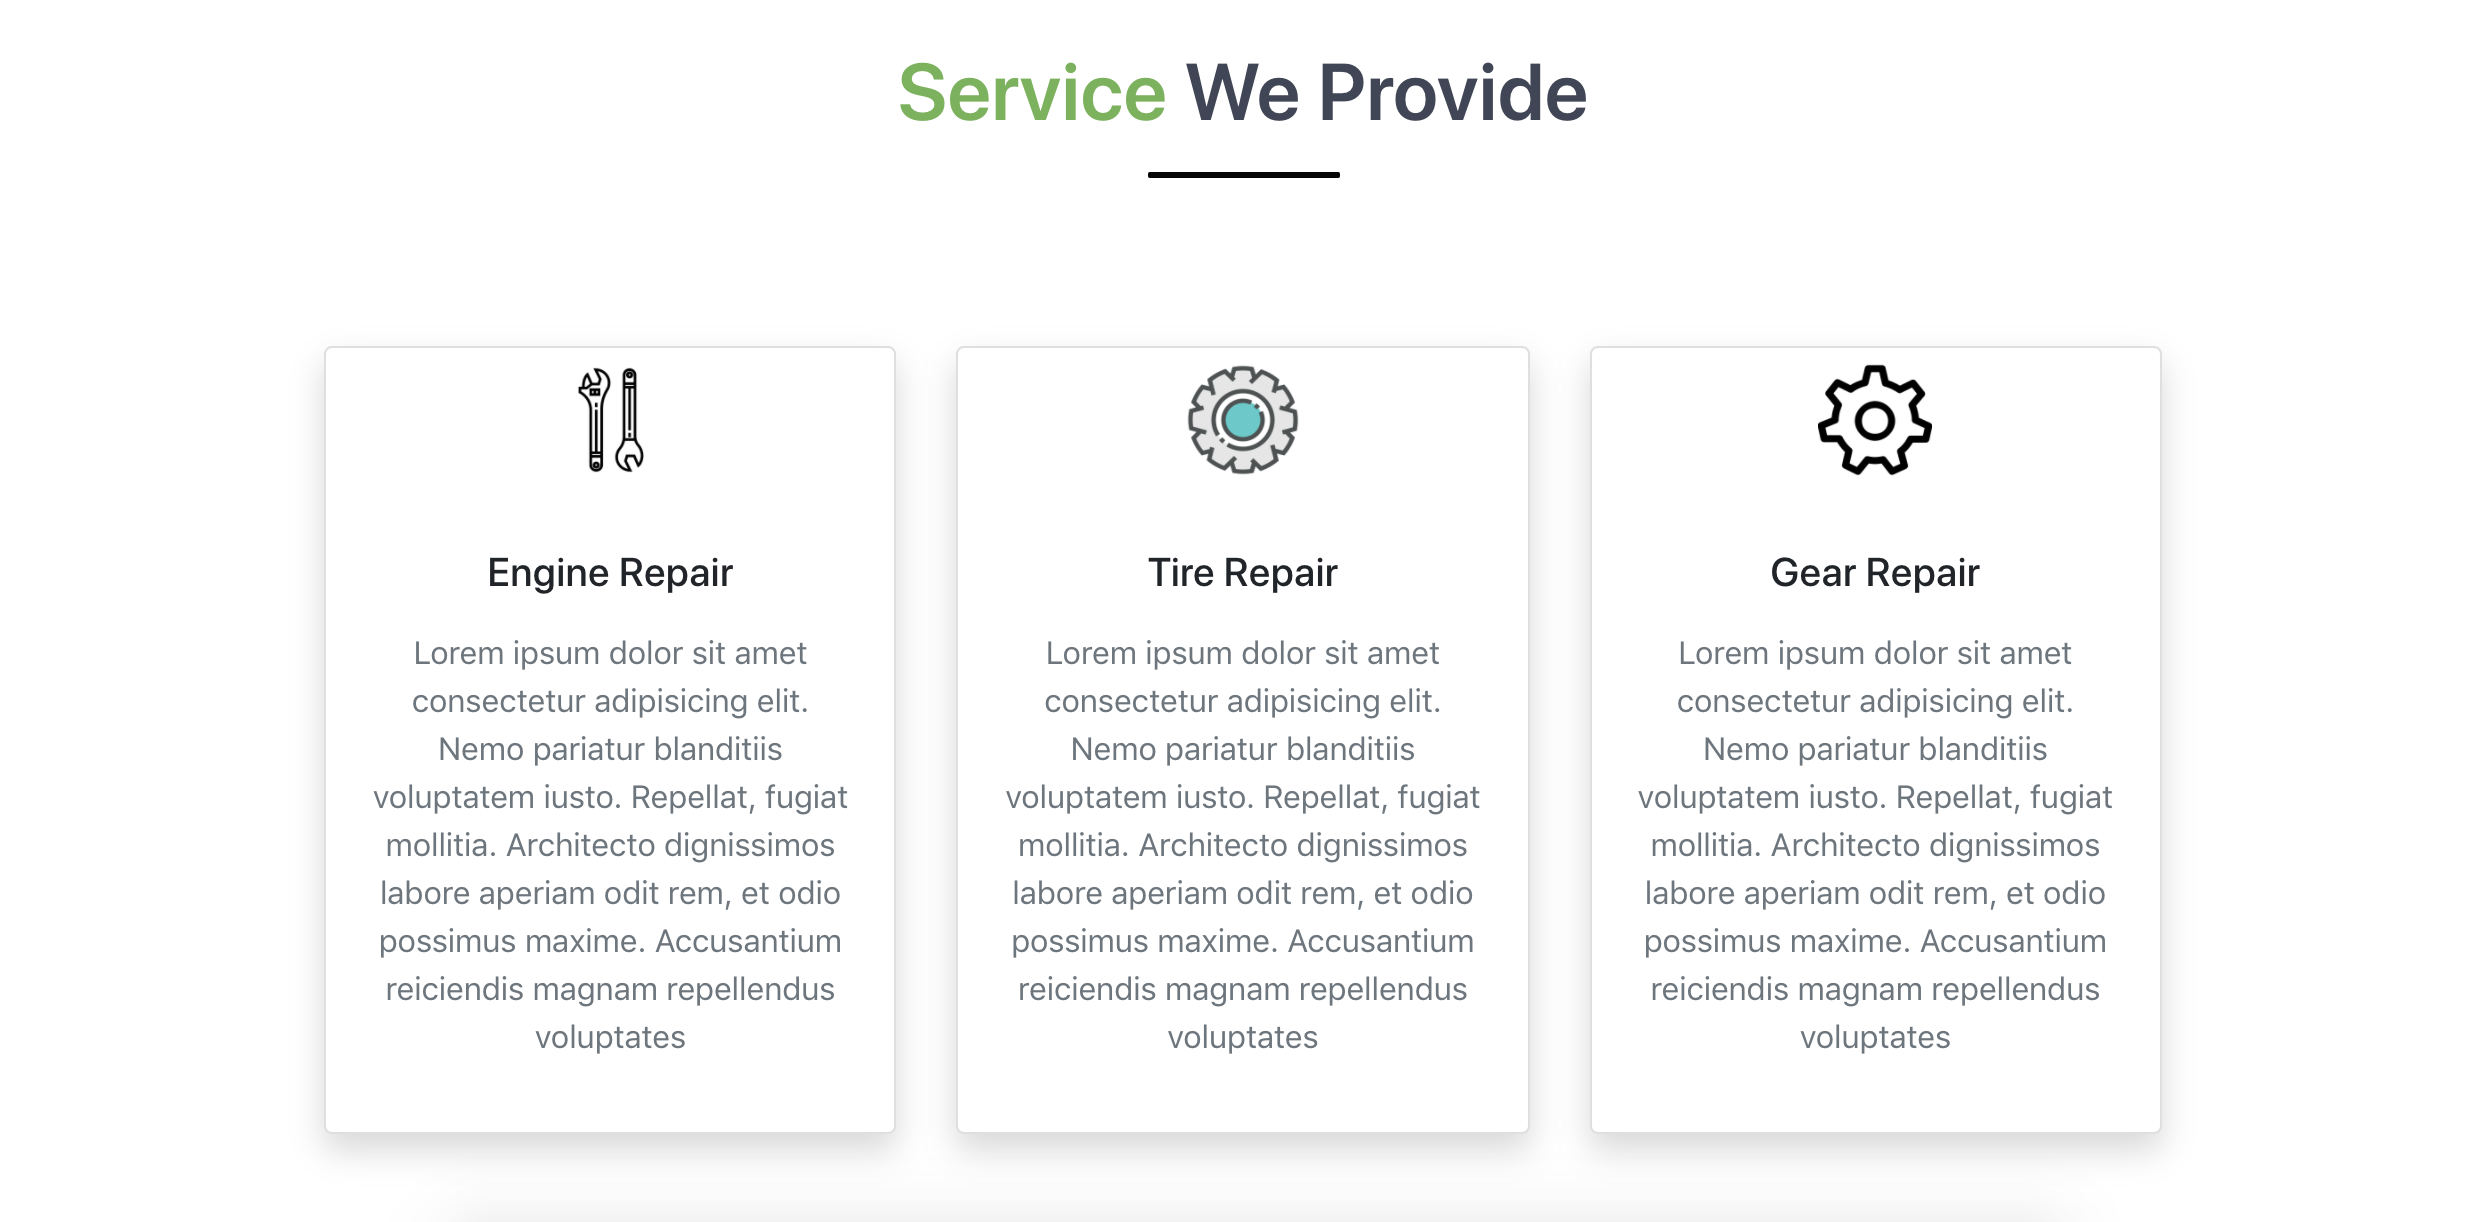 Service We Provide
Engine Repair
Lorem ipsum dolor sit amet
consectetur adipisicing elit.
Nemo pariatur blanditiis
voluptatem iusto. Repellat, fugiat
mollitia. Architecto dignissimos
labore aperiam odit rem, et odio
possimus maxime. Accusantium
reiciendis magnam repellendus
voluptates
Tire Repair
Lorem ipsum dolor sit amet
consectetur adipisicing elit.
Nemo pariatur blanditiis
voluptatem iusto. Repellat, fugiat
mollitia. Architecto dignissimos
labore aperiam odit rem, et odio
possimus maxime. Accusantium
reiciendis magnam repellendus
voluptates
Gear Repair
Lorem ipsum dolor sit amet
consectetur adipisicing elit.
Nemo pariatur blanditiis
voluptatem iusto. Repellat, fugiat
mollitia. Architecto dignissimos
labore aperiam odit rem, et odio
possimus maxime. Accusantium
reiciendis magnam repellendus
voluptates